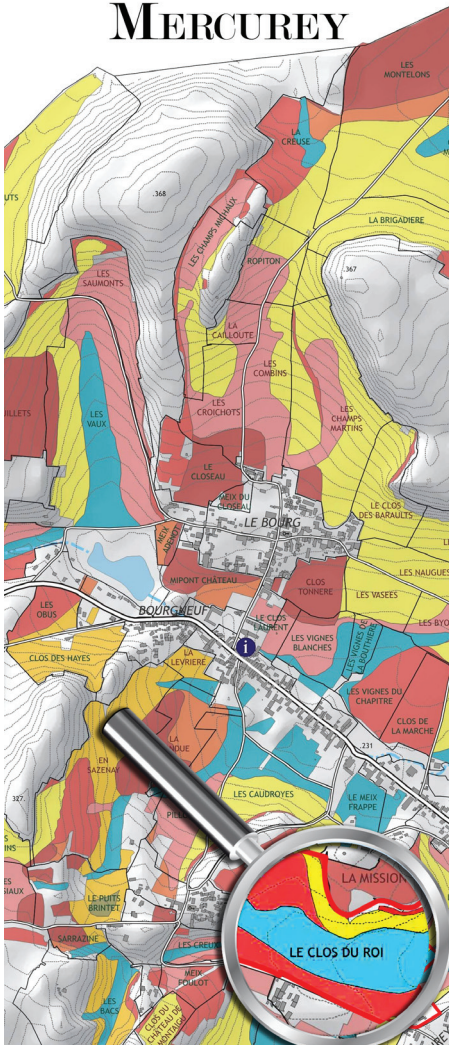 MERCUREY
LES
MONTELONS
LA
CREUSE
LES CHAMPS MICHAUX
LA BRIGADIERE
.368
ROPITON
.367
LES
SAUMONTS
LA
CAILLOUTE
LES
COMBINS
LES
VAUX
LES
CROICHOTS
LES
CHAMPS
MARTINS
LE
CLOSEAU
MEIX DU
CLOSEAU
LE BOURG
LE CLOS
DES BARAULTS
MEIX
ADENOT
MIPONT CHÂTEAU
CLOS
TONNERE
LES NAUGUES
LES VASEES
LES
OBUS
BOURGNEUF
LE CLOS
LAURENT
LES BYO
LES VIGNES
BLANCHES
LES VIGNES DE
LA BOUTHIERE
CLOS DES HAYES
LA
LEVRIERE
i
LES VIGNES DU
CHAPITRE
CLOS DE
LA MARCHE
.231
EN
SAZENAY
LA
327.
LES CAUDROYES
LE MEIX
FRAPPE
LA MISSION
LE PUITS
BRINTET
SARRAZINE
LES CREUX
LE CLOS DU ROI
MEIX
FOULOT
LES
BACS
CLOS DU
CHÂTEAU DE
MONTAIGU